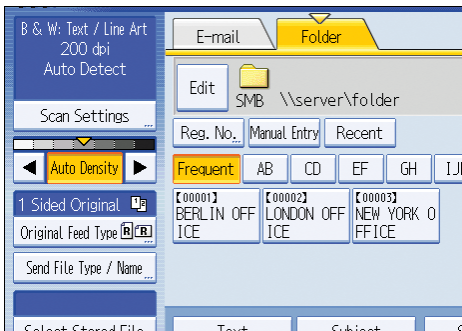 B & W: Text / Line Art
200 dpi
Auto Detect
Scan Settings
Auto Density
1 Sided Original
Original Feed Type
Send File Type / Name
Select Stored File
E-mail
Folder
Edit
SMB \\server\folder
Reg. No.
Manual Entry
Recent
Frequent
AB
CD
EF
GH
IJ
[00001]
BERLIN OFF
ICE
[00002]
LONDON OFF
ICE
[00003]
NEW YORK O
FFICE
Text
Subject